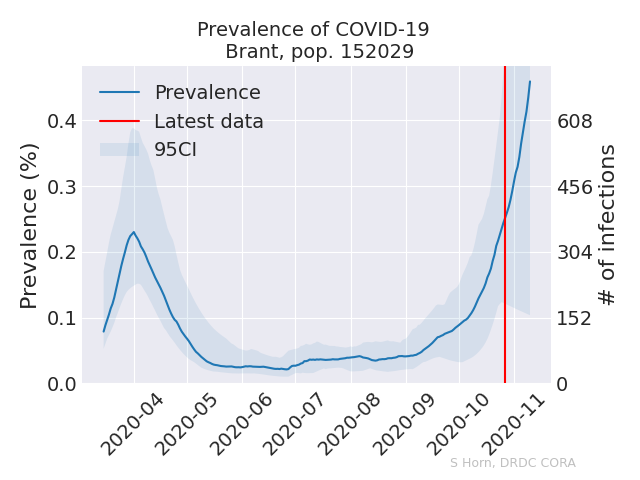 Prevalence of COVID-19
Brant, pop. 152029
Prevalence
Latest data
95CI
Prevalence (%)
0.4
0.3
0.2
0.1
0.0
608
456
304
152
0
# of infections
2020-04
2020-05
2020-06
2020-07
2020-08
2020-09
2020-10
2020-11
S Horn, DRDC CORA